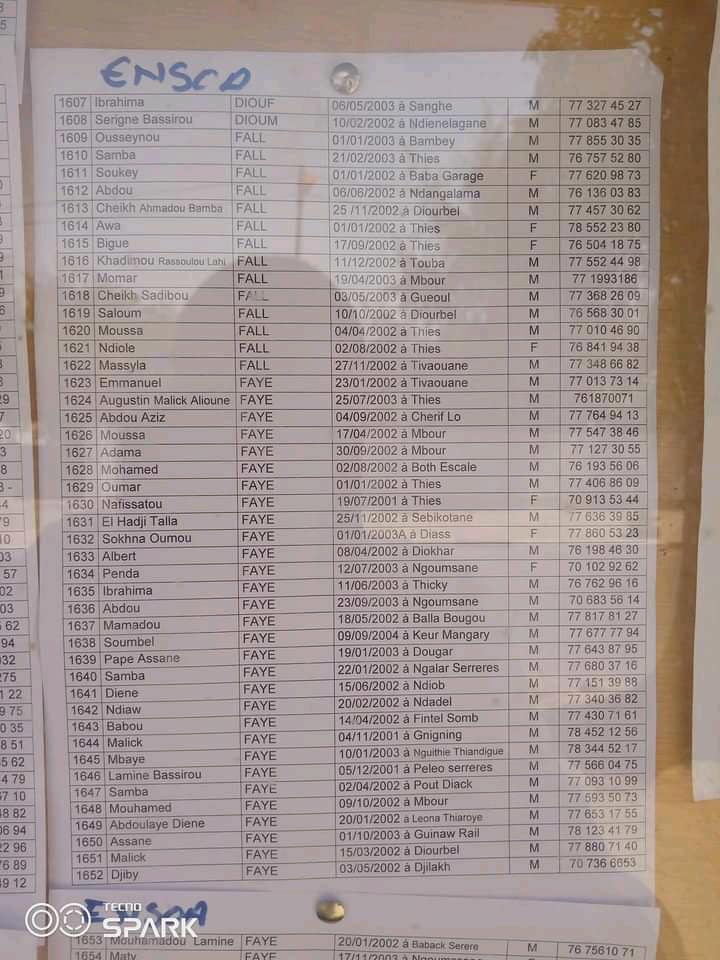 ENSCD
1607 Ibrahima DIOUF 06/05/2003 à Sanghe M 77 327 45 27
1608 Serigne Bassirou DIOUM 10/02/2002 à Ndienelagane M 77 083 47 85
1609 Ousseynou FALL 01/01/2003 à Bambey M 77 855 30 35
1610 Samba FALL 21/02/2003 à Thies M 76 757 52 80
1611 Soukey FALL 01/01/2002 à Baba Garage F 77 620 98 73
1612 Abdou FALL 06/06/2002 à Ndangalama M 76 136 03 83
1613 Cheikh Ahmadou Bamba FALL 25 /11/2002 à Diourbel M 77 457 30 62
1614 Awa FALL 01/01/2002 à Thies F 78 552 23 80
1615 Bigue FALL 17/09/2002 à Thies F 76 504 18 75
1616 Khadimou Rassoulou Lahi FALL 11/12/2002 à Touba M 77 552 44 98
1617 Momar FALL 19/04/2003 à Mbour M 77 1993186
1618 Cheikh Sadibou FALL 03/05/2003 à Gueoul M 77 368 26 09
1619 Saloum FALL 10/10/2002 à Diourbel M 76 568 30 01
1620 Moussa FALL 04/04/2002 à Thies M 77 010 46 90
1621 Ndiole FALL 02/08/2002 à Thies F 76 841 94 38
1622 Massyla FALL 27/11/2002 à Tivaouane M 77 348 66 82
1623 Emmanuel FAYE 23/01/2002 à Tivaouane M 77 013 73 14
1624 Augustin Malick Alioune FAYE 25/07/2003 à Thies M 761870071
1625 Abdou Aziz FAYE 04/09/2002 à Cherif Lo M 77 764 94 13
1626 Moussa FAYE 17/04/2002 à Mbour M 77 547 38 46
1627 Adama FAYE 30/09/2002 à Mbour M 77 127 30 55
1628 Mohamed FAYE 02/08/2002 à Both Escale M 76 193 56 06
1629 Oumar FAYE 01/01/2002 à Thies M 77 406 86 09
1630 Nafissatou FAYE 19/07/2001 à Thies F 70 913 53 44
1631 El Hadji Talla FAYE 25/11/2002 à Sebikotane M 77 636 39 85
1632 Sokhna Oumou FAYE 01/01/2003A à Diass F 77 860 53 23
1633 Albert FAYE 08/04/2002 à Diokhar M 76 198 46 30
1634 Penda FAYE 12/07/2003 à Ngoumsane F 70 102 92 62
1635 Ibrahima FAYE 11/06/2003 à Thicky M 76 762 96 16
1636 Abdou FAYE 23/09/2003 à Ngoumsane M 70 683 56 14
1637 Mamadou FAYE 18/05/2002 à Balla Bougou M 77 817 81 27
1638 Soumbel FAYE 09/09/2004 à Keur Mangary M 77 677 77 94
1639 Pape Assane FAYE 19/01/2003 à Dougar M 77 643 87 95
1640 Samba FAYE 22/01/2002 à Ngalar Serreres M 77 680 37 16
1641 Diene FAYE 15/06/2002 à Ndiob M 77 151 39 88
1642 Ndiaw FAYE 20/02/2002 à Ndadel M 77 340 36 82
1643 Babou FAYE 14/04/2002 à Fintel Somb M 77 430 71 61
1644 Malick FAYE 04/11/2001 à Gnigning M 78 452 12 56
1645 Mbaye FAYE 10/01/2003 à Nguithie Thiandigue M 78 344 52 17
1646 Lamine Bassirou FAYE 05/12/2001 à Peleo serreres M 77 566 04 75
1647 Samba FAYE 02/04/2002 à Pout Diack M 77 093 10 99
1648 Mouhamed FAYE 09/10/2002 à Mbour M 77 593 50 73
1649 Abdoulaye Diene FAYE 20/01/2002 à Leona Thiaroye M 77 653 17 55
1650 Assane FAYE 01/10/2003 à Guinaw Rail M 78 123 41 79
1651 Malick FAYE 15/03/2002 à Diourbel M 77 880 71 40
1652 Djiby FAYE 03/05/2002 à Djilakh M 70 736 6653
1653 Mouhamadou Lamine FAYE 20/01/2002 à Baback Serere M 76 75610 71
1654 Maty 17/11/2003
TECNO
SPARK